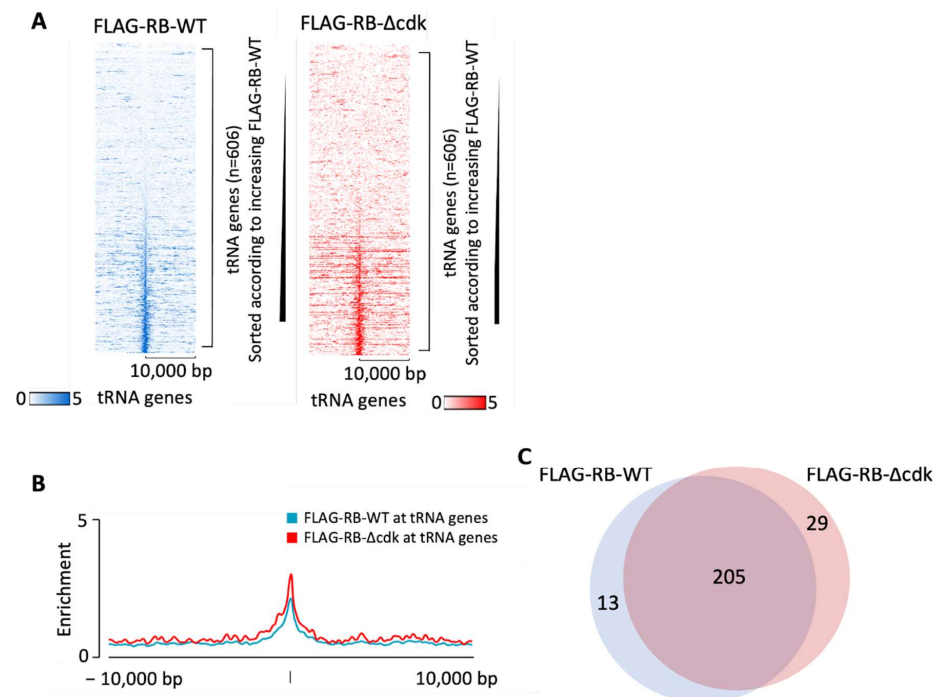 A
FLAG-RB-WT
FLAG-RB-Δcdk
tRNA genes (n=606)
Sorted according to increasing FLAG-RB-WT
tRNA genes (n=606)
Sorted according to increasing FLAG-RB-WT
10,000 bp
10,000 bp
0 5 tRNA genes
tRNA genes 0 5
B
5
FLAG-RB-WT at tRNA genes
FLAG-RB-Δcdk at tRNA genes
Enrichment
0
− 10,000 bp
10,000 bp
C
FLAG-RB-WT
FLAG-RB-Δcdk
29
205
13